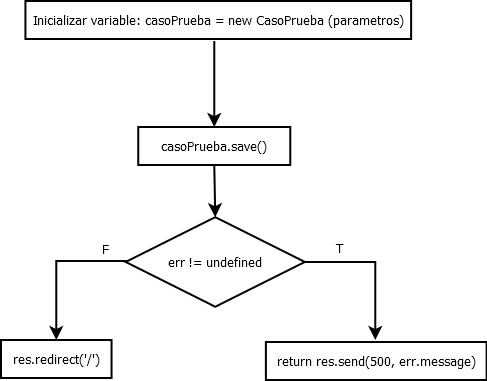 Inicializar variable: casoPrueba = new CasoPrueba (parametros)
casoPrueba.save()
err != undefined
F
T
res.redirect('/')
return res.send(500, err.message)